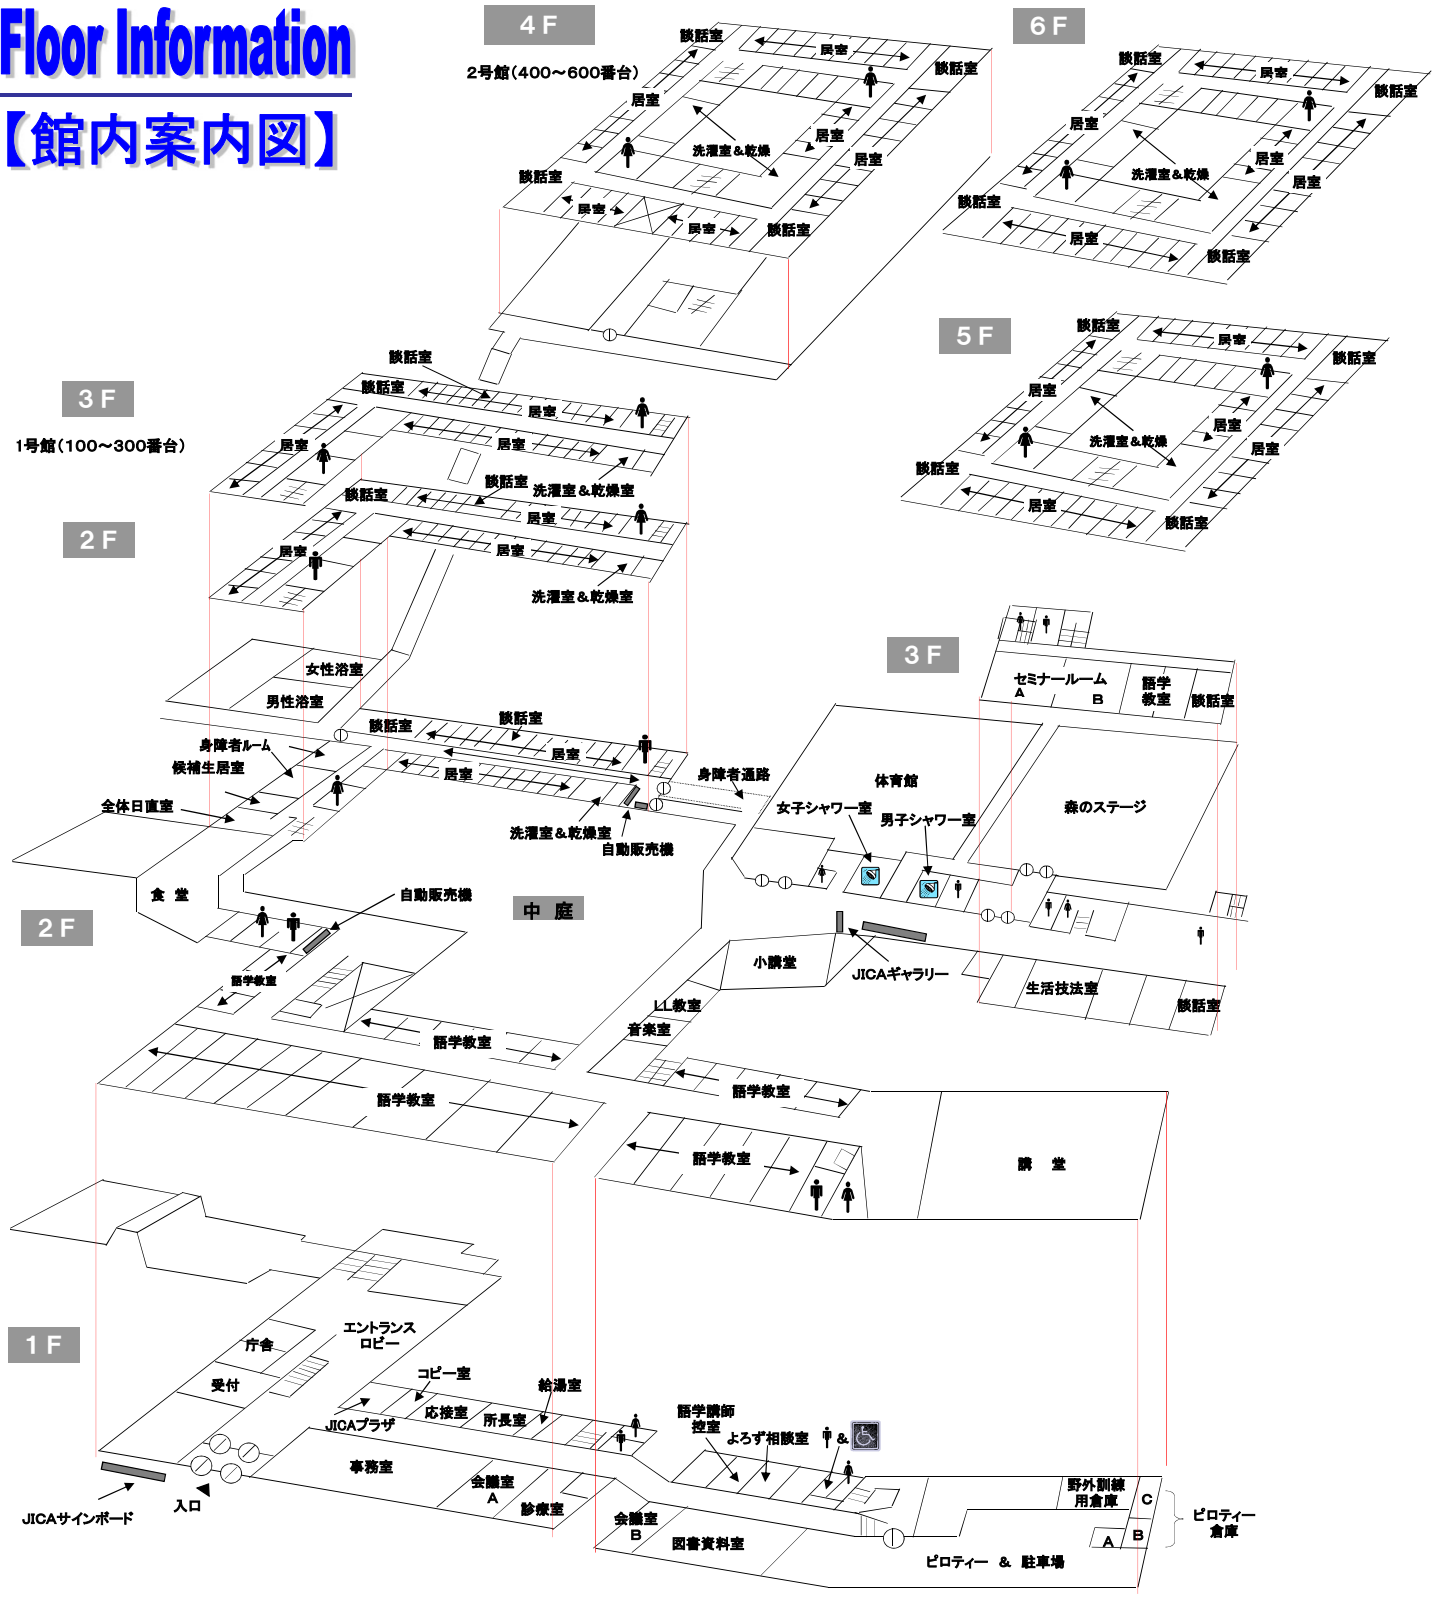 Floor Information
【館内案内図】
4F
2号館(400～600番台)
談話室
居室
談話室
居室
居室
洗濯室＆乾燥
居室
談話室
居室
居室
談話室
6F
談話室
居室
談話室
居室
居室
洗濯室＆乾燥
居室
談話室
居室
談話室
5F
談話室
居室
談話室
居室
居室
洗濯室＆乾燥
居室
談話室
居室
談話室
3F
1号館(100～300番台)
談話室
談話室
居室
居室
居室
洗濯室＆乾燥室
2F
談話室
談話室
居室
居室
居室
洗濯室＆乾燥室
女性浴室
男性浴室
談話室
談話室
居室
居室
身障者ルーム
候補生居室
全体日直室
洗濯室＆乾燥室
自動販売機
身障者通路
3F
セミナールーム
A
B
語学
教室
談話室
体育館
女子シャワー室
男子シャワー室
森のステージ
2F
食 堂
自動販売機
中 庭
語学教室
語学教室
語学教室
小講堂
JICAギャラリー
LL教室
音楽室
生活技法室
談話室
語学教室
語学教室
講 堂
1F
庁舎
受付
エントランス
ロビー
コピー室
給湯室
応接室
所長室
JICAプラザ
事務室
会議室
A
診療室
JICAサインボード
入口
語学講師
控室
よろず相談室
＆
会議室
B
図書資料室
野外訓練
用倉庫
C
A
B
ピロティー
倉庫
ピロティー ＆ 駐車場